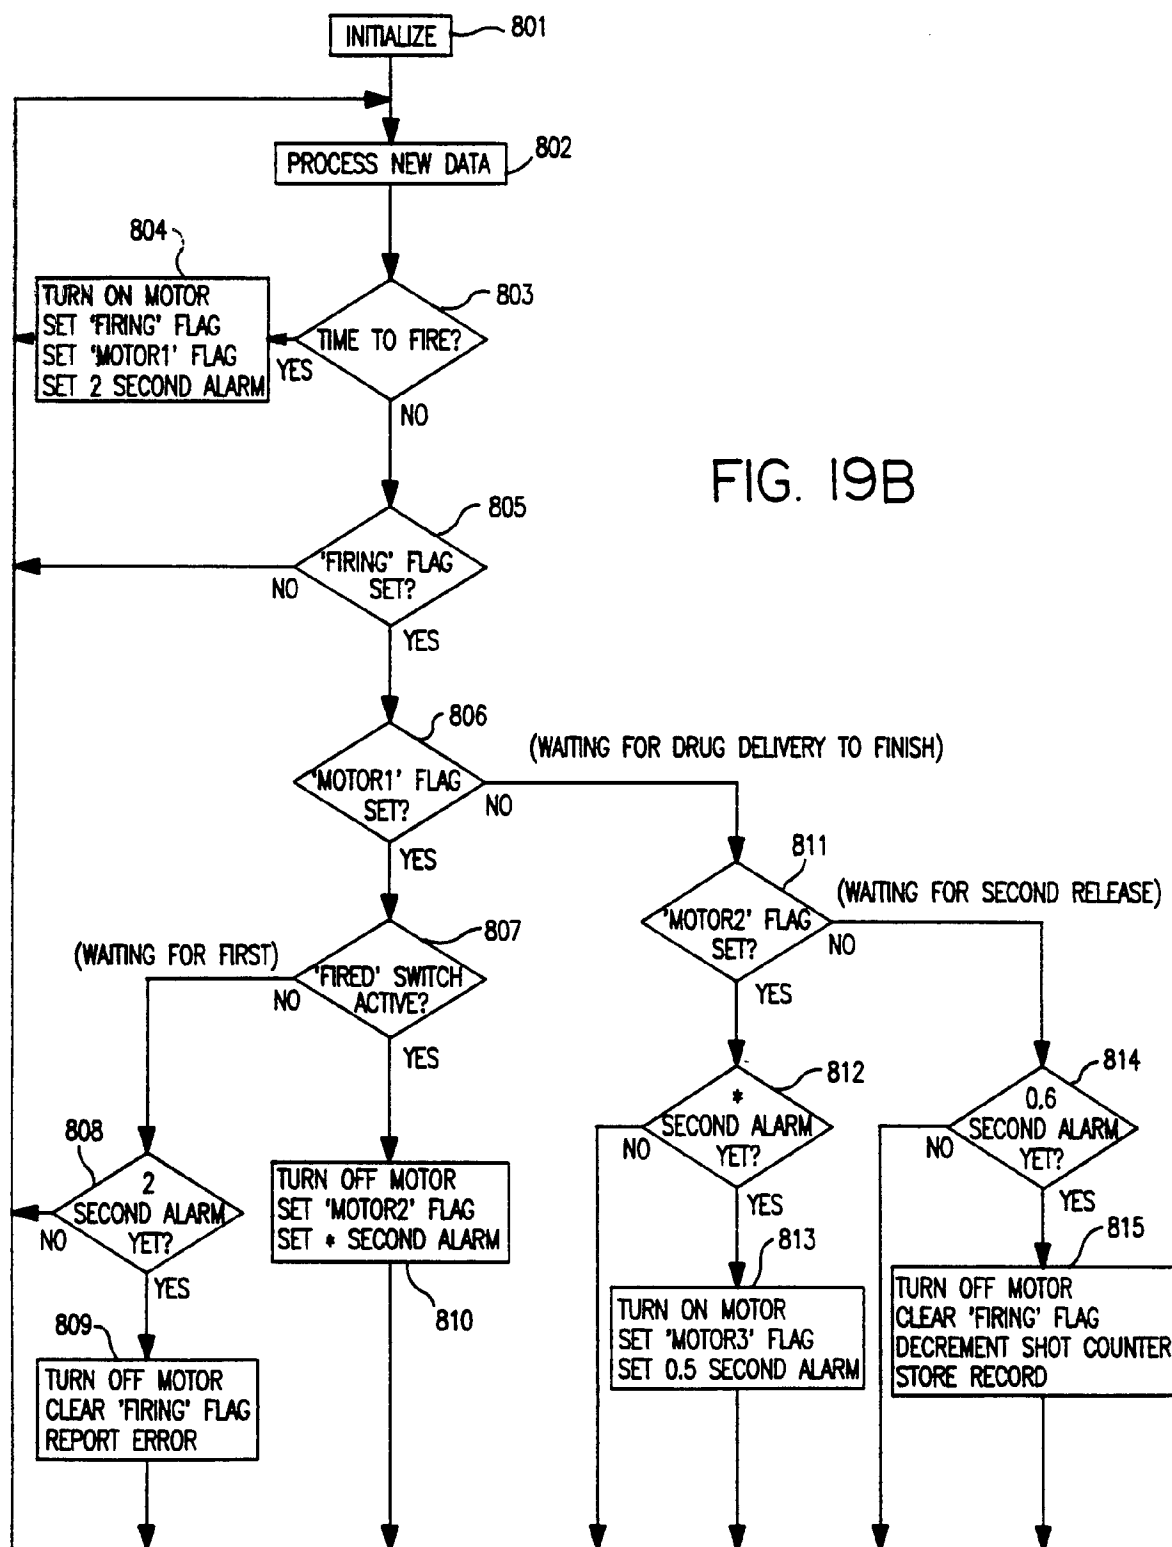 INITIALIZE
801
PROCESS NEW DATA
802
804
TURN ON MOTOR
SET 'FIRING' FLAG
SET 'MOTOR1' FLAG
SET 2 SECOND ALARM
803
TIME TO FIRE?
YES
NO
FIG. 19B
805
'FIRING' FLAG
SET?
NO
YES
806
'MOTOR1' FLAG
SET?
NO
YES
(WAITING FOR DRUG DELIVERY TO FINISH)
807
'FIRED' SWITCH
ACTIVE?
(WAITING FOR FIRST)
NO
YES
811
'MOTOR2' FLAG
SET?
(WAITING FOR SECOND RELEASE)
NO
YES
808
2
SECOND ALARM
YET?
NO
YES
TURN OFF MOTOR
SET 'MOTOR2' FLAG
SET * SECOND ALARM
810
812
*
SECOND ALARM
YET?
NO
YES
814
0.6
SECOND ALARM
YET?
NO
YES
809
TURN OFF MOTOR
CLEAR 'FIRING' FLAG
REPORT ERROR
813
TURN ON MOTOR
SET 'MOTOR3' FLAG
SET 0.5 SECOND ALARM
815
TURN OFF MOTOR
CLEAR 'FIRING' FLAG
DECREMENT SHOT COUNTER
STORE RECORD